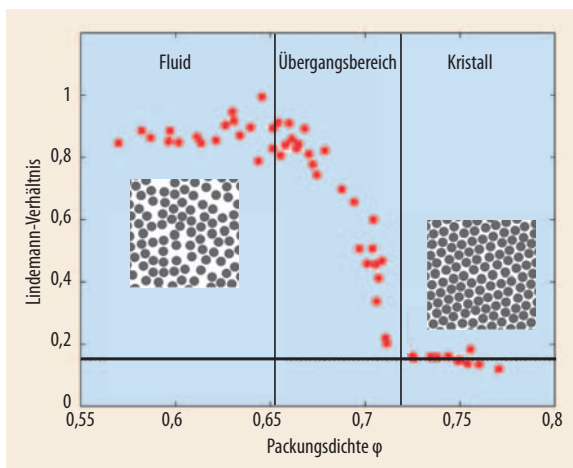 Fluid
Übergangsbereich
Kristall
Lindemann-Verhältnis
1
0,8
0,6
0,4
0,2
0
0,55
0,6
0,65
0,7
0,75
0,8
Packungsdichte φ